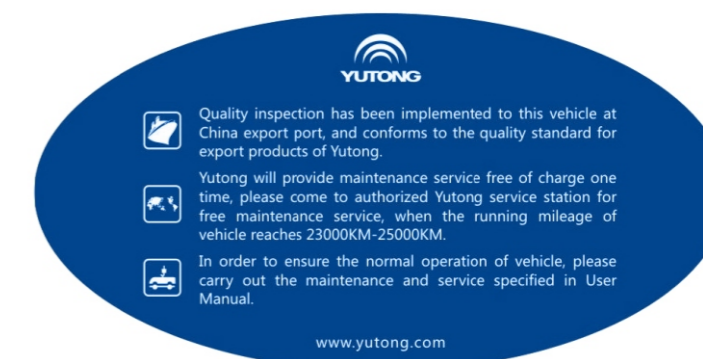 YUTONG
Quality inspection has been implemented to this vehicle at
China export port, and conforms to the quality standard for
export products of Yutong.
Yutong will provide maintenance service free of charge one
time, please come to authorized Yutong service station for
free maintenance service, when the running mileage of
vehicle reaches 23000KM-25000KM.
In order to ensure the normal operation of vehicle, please
carry out the maintenance and service specified in User
Manual.
www.yutong.com